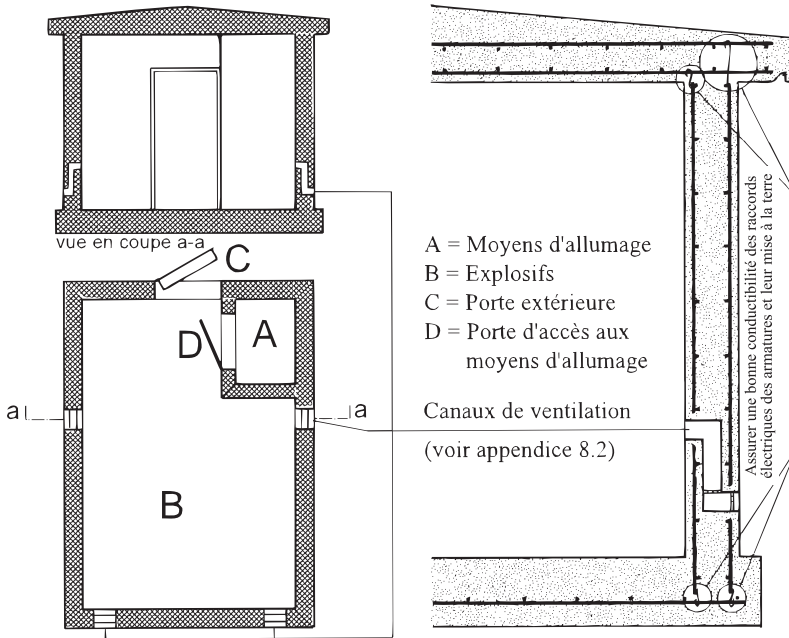 vue en coupe a-a
C
D
A
a
a
B
A = Moyens d'allumage
B = Explosifs
C = Porte extérieure
D = Porte d'accès aux
moyens d'allumage
Canaux de ventilation
(voir appendice 8.2)
Assurer une bonne conductibilité des raccords
électriques des armatures et leur mise à la terre